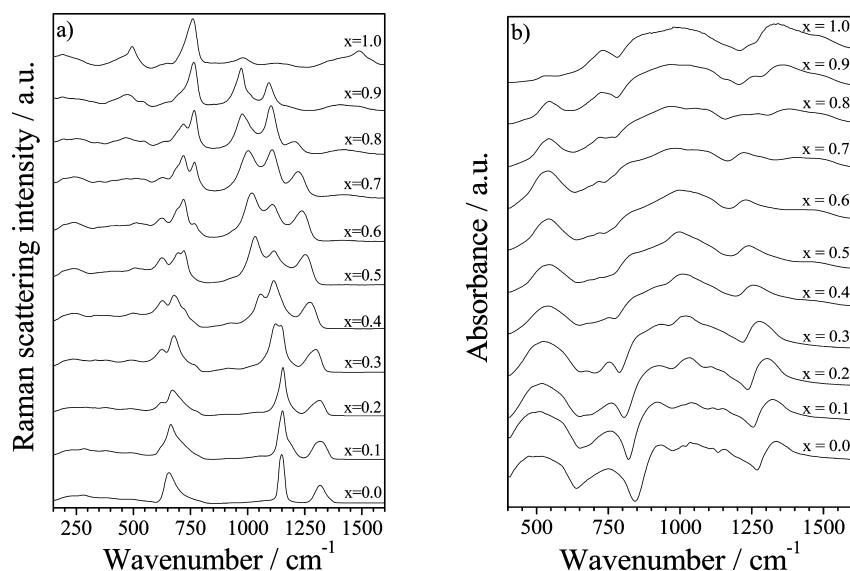 a)
x=1.0
x=0.9
x=0.8
x=0.7
x=0.6
x=0.5
x=0.4
x=0.3
x=0.2
x=0.1
x=0.0
Raman scattering intensity / a.u.
250 500 750 1000 1250 1500
Wavenumber / cm-1
b)
x = 1.0
x = 0.9
x = 0.8
x = 0.7
x = 0.6
x = 0.5
x = 0.4
x = 0.3
x = 0.2
x = 0.1
x = 0.0
Absorbance / a.u.
500 750 1000 1250 1500
Wavenumber / cm-1